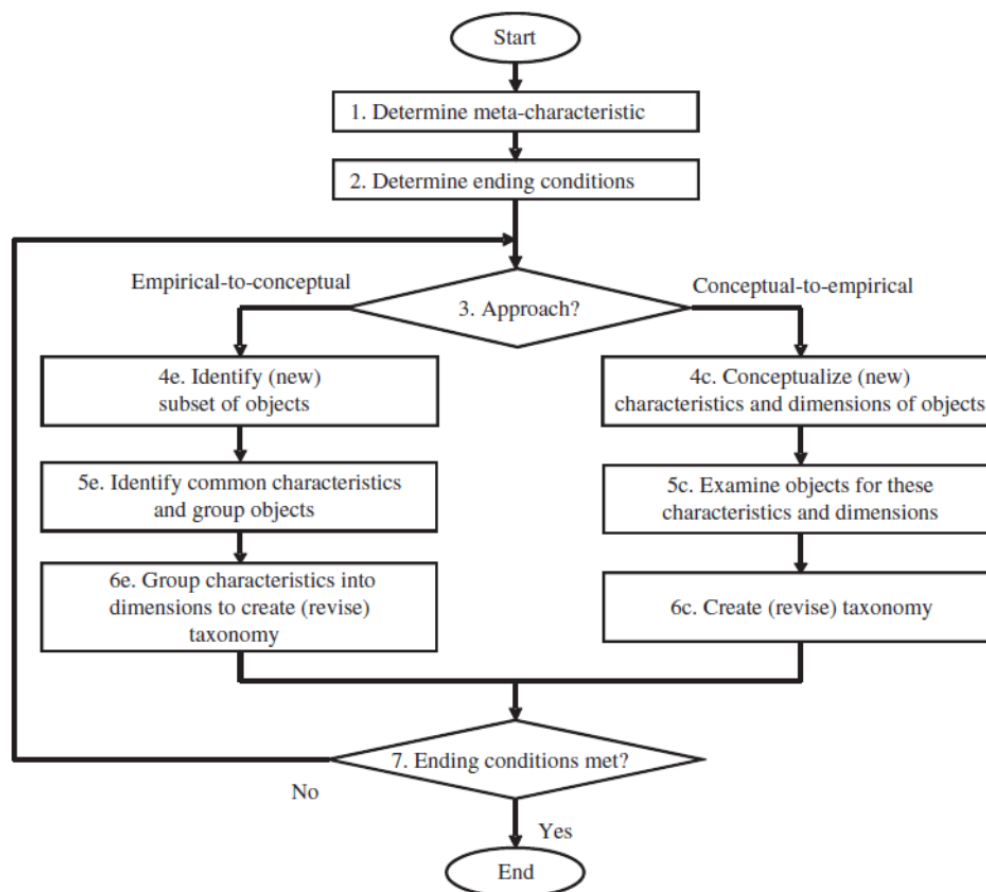 Start
1. Determine meta-characteristic
2. Determine ending conditions
Empirical-to-conceptual
Conceptual-to-empirical
3. Approach?
4e. Identify (new)
subset of objects
4c. Conceptualize (new)
characteristics and dimensions of objects
5e. Identify common characteristics
and group objects
5c. Examine objects for these
characteristics and dimensions
6e. Group characteristics into
dimensions to create (revise)
taxonomy
6c. Create (revise) taxonomy
7. Ending conditions met?
No
Yes
End